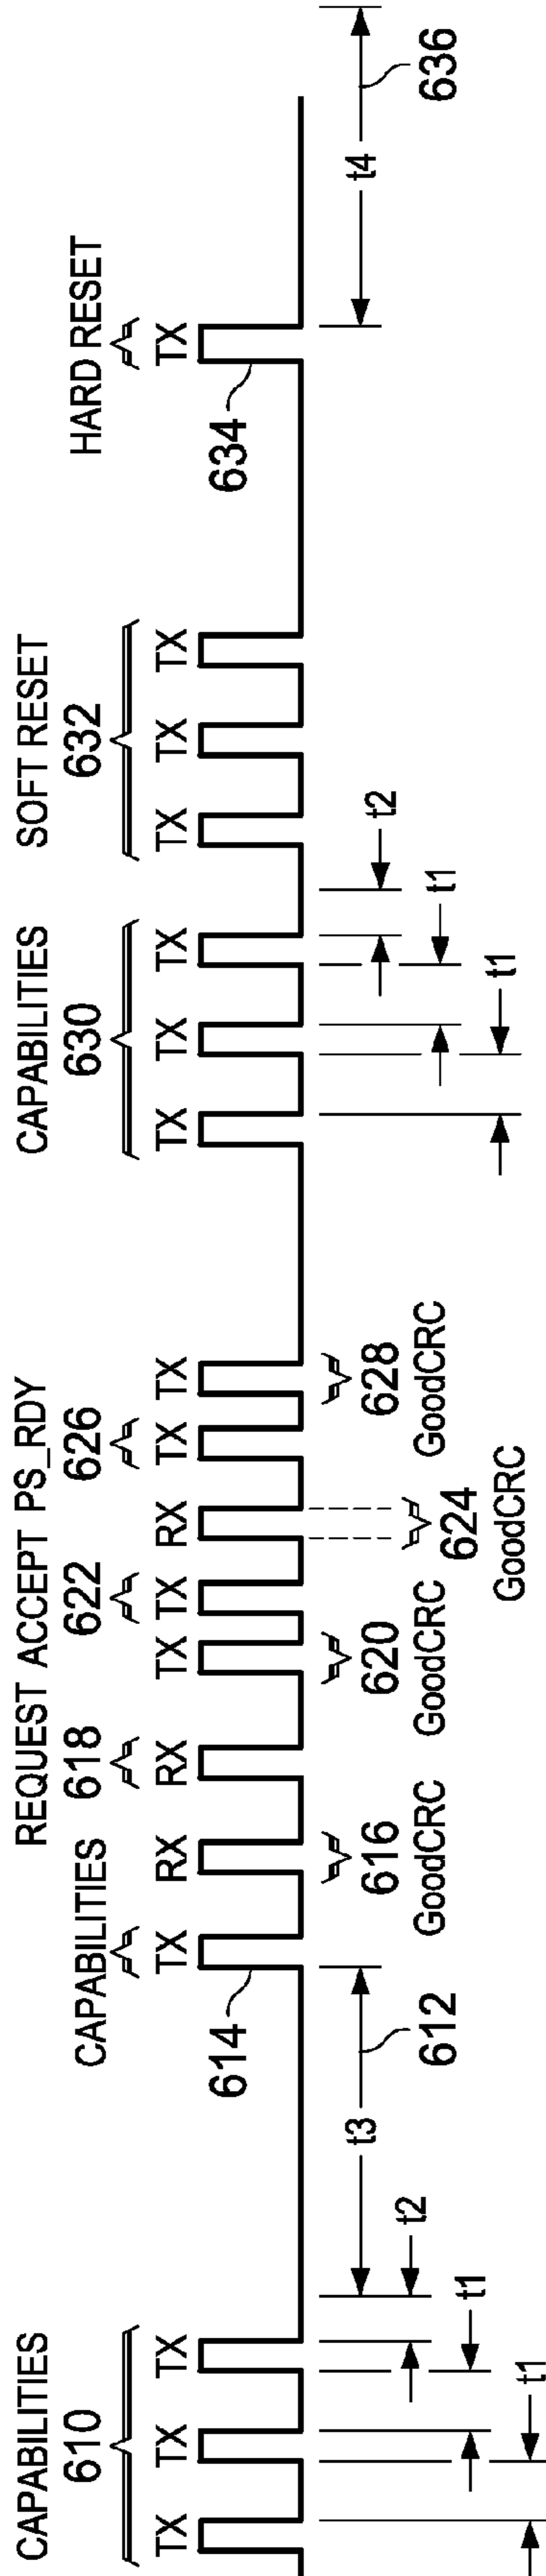 CAPABILITIES
610
TX TX TX
t1
t1
t2
t3
612
CAPABILITIES
TX
614
RX
616
GoodCRC
REQUEST ACCEPT PS_RDY
618
RX
TX
620
GoodCRC
622
TX
RX
624
GoodCRC
626
TX
TX
628
GoodCRC
CAPABILITIES
630
TX TX TX
t1
t1
t2
SOFT RESET
632
TX TX TX
HARD RESET
TX
634
t4
636